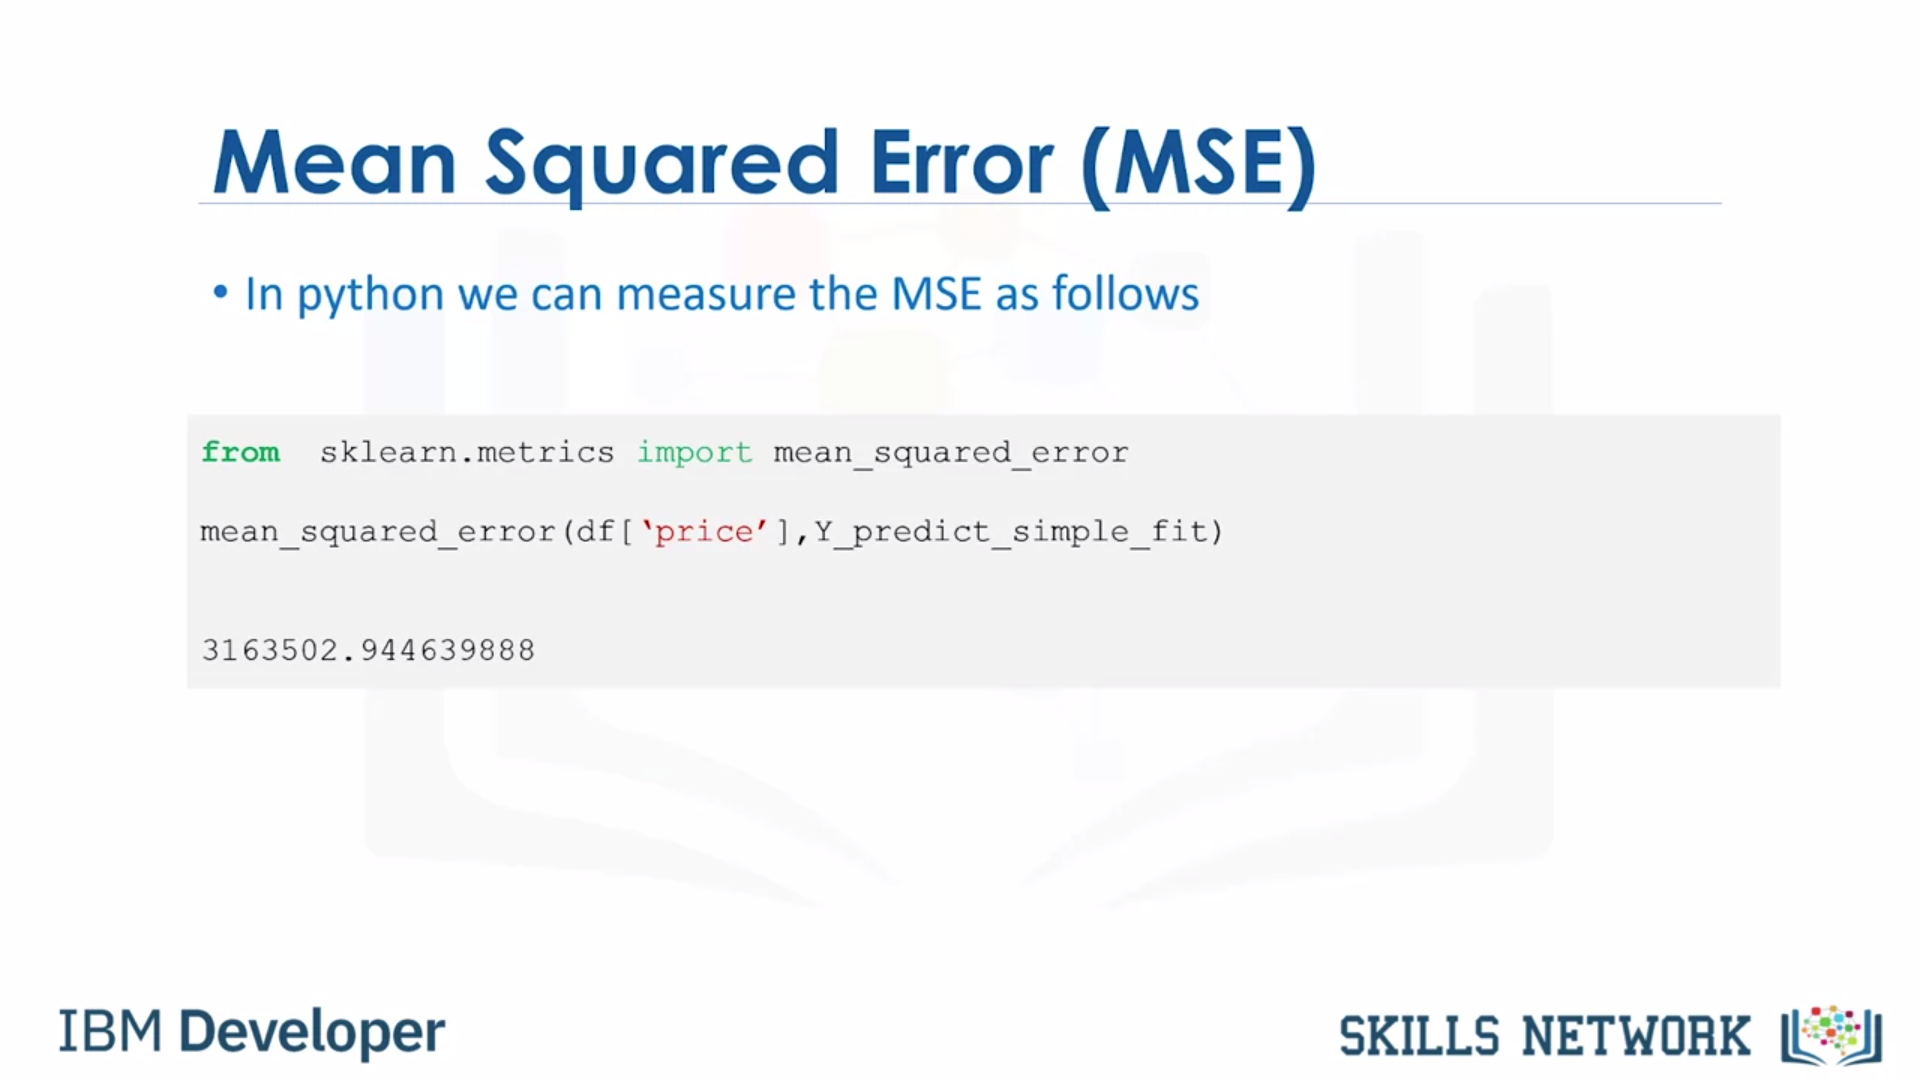 Mean Squared Error (MSE)
• In python we can measure the MSE as follows
from  sklearn.metrics import mean_squared_error
mean_squared_error(df[‘price’],Y_predict_simple_fit)
3163502.944639888
IBM Developer
SKILLS NETWORK